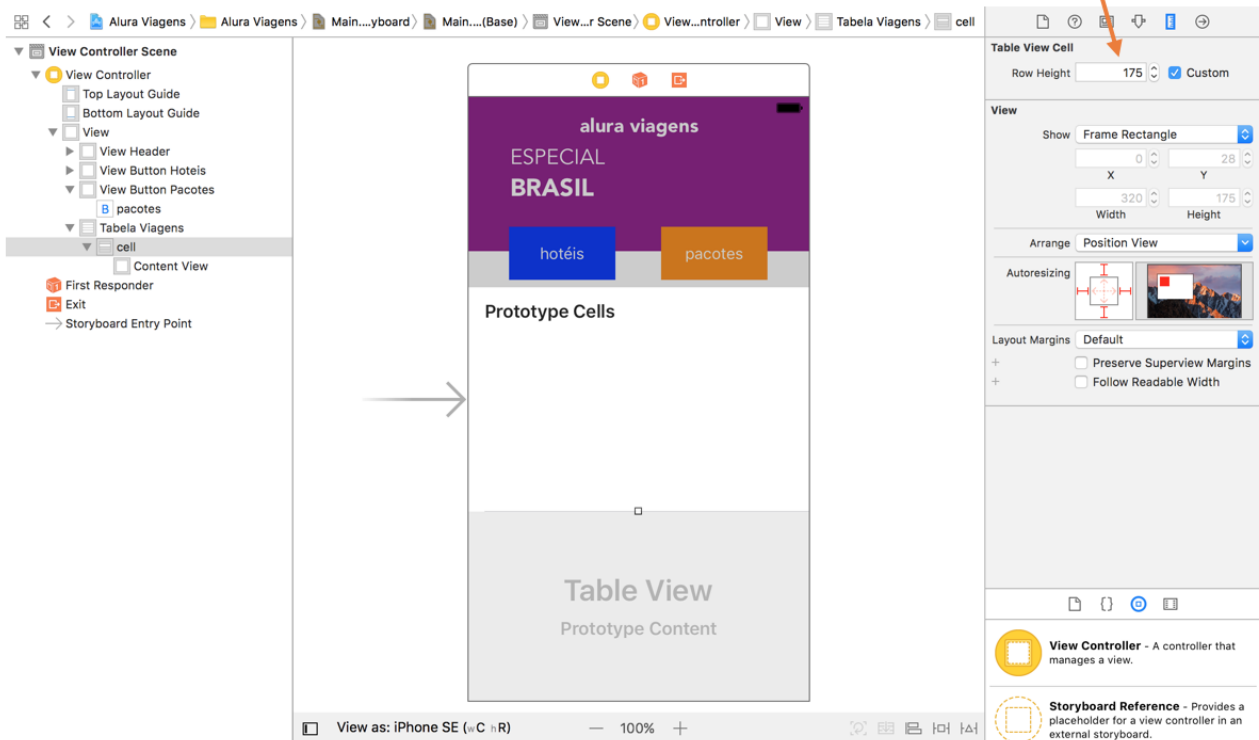 Alura Viagens Alura Viagens Main....yboard Main....(Base) View...r Scene View...ntroller View Tabela Viagens cell
View Controller Scene
View Controller
Top Layout Guide
Bottom Layout Guide
View
View Header
View Button Hoteis
View Button Pacotes
B pacotes
Tabela Viagens
cell
Content View
First Responder
Exit
Storyboard Entry Point
alura viagens
ESPECIAL
BRASIL
hotéis pacotes
Prototype Cells
Table View
Prototype Content
View as: iPhone SE (wC hR) 100%
Table View Cell
Row Height 175 Custom
View
Show Frame Rectangle
0 28
X Y
320 175
Width Height
Arrange Position View
Autoresizing
Layout Margins Default
Preserve Superview Margins
Follow Readable Width
{}
View Controller - A controller that
manages a view.
Storyboard Reference - Provides a
placeholder for a view controller in an
external storyboard.